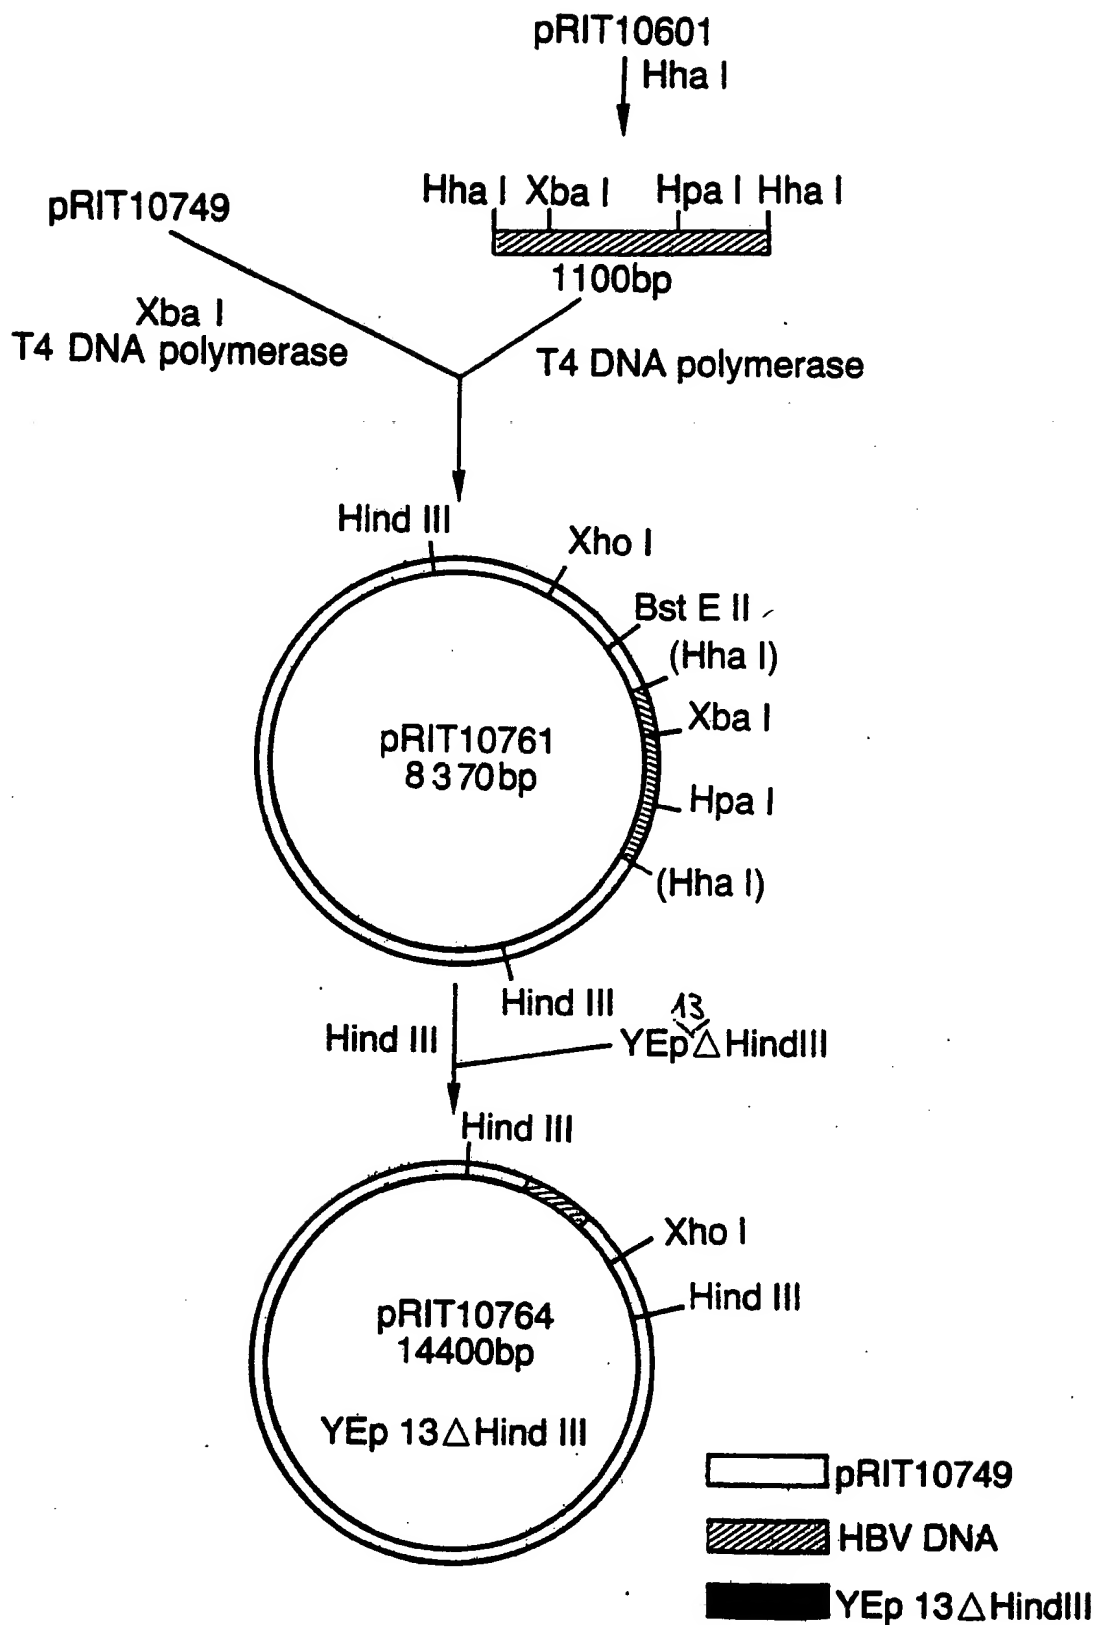 pRIT10601
Hha I
Hha I Xba I Hpa I Hha I
pRIT10749
1100bp
Xba I
T4 DNA polymerase
T4 DNA polymerase
Hind III
Xho I
Bst E II
(Hha I)
Xba I
pRIT10761
8370bp
Hpa I
(Hha I)
Hind III
Hind III
13
YEp△HindIII
Hind III
Xho I
Hind III
pRIT10764
14400bp
YEp 13△Hind III
pRIT10749
HBV DNA
YEp 13△HindIII